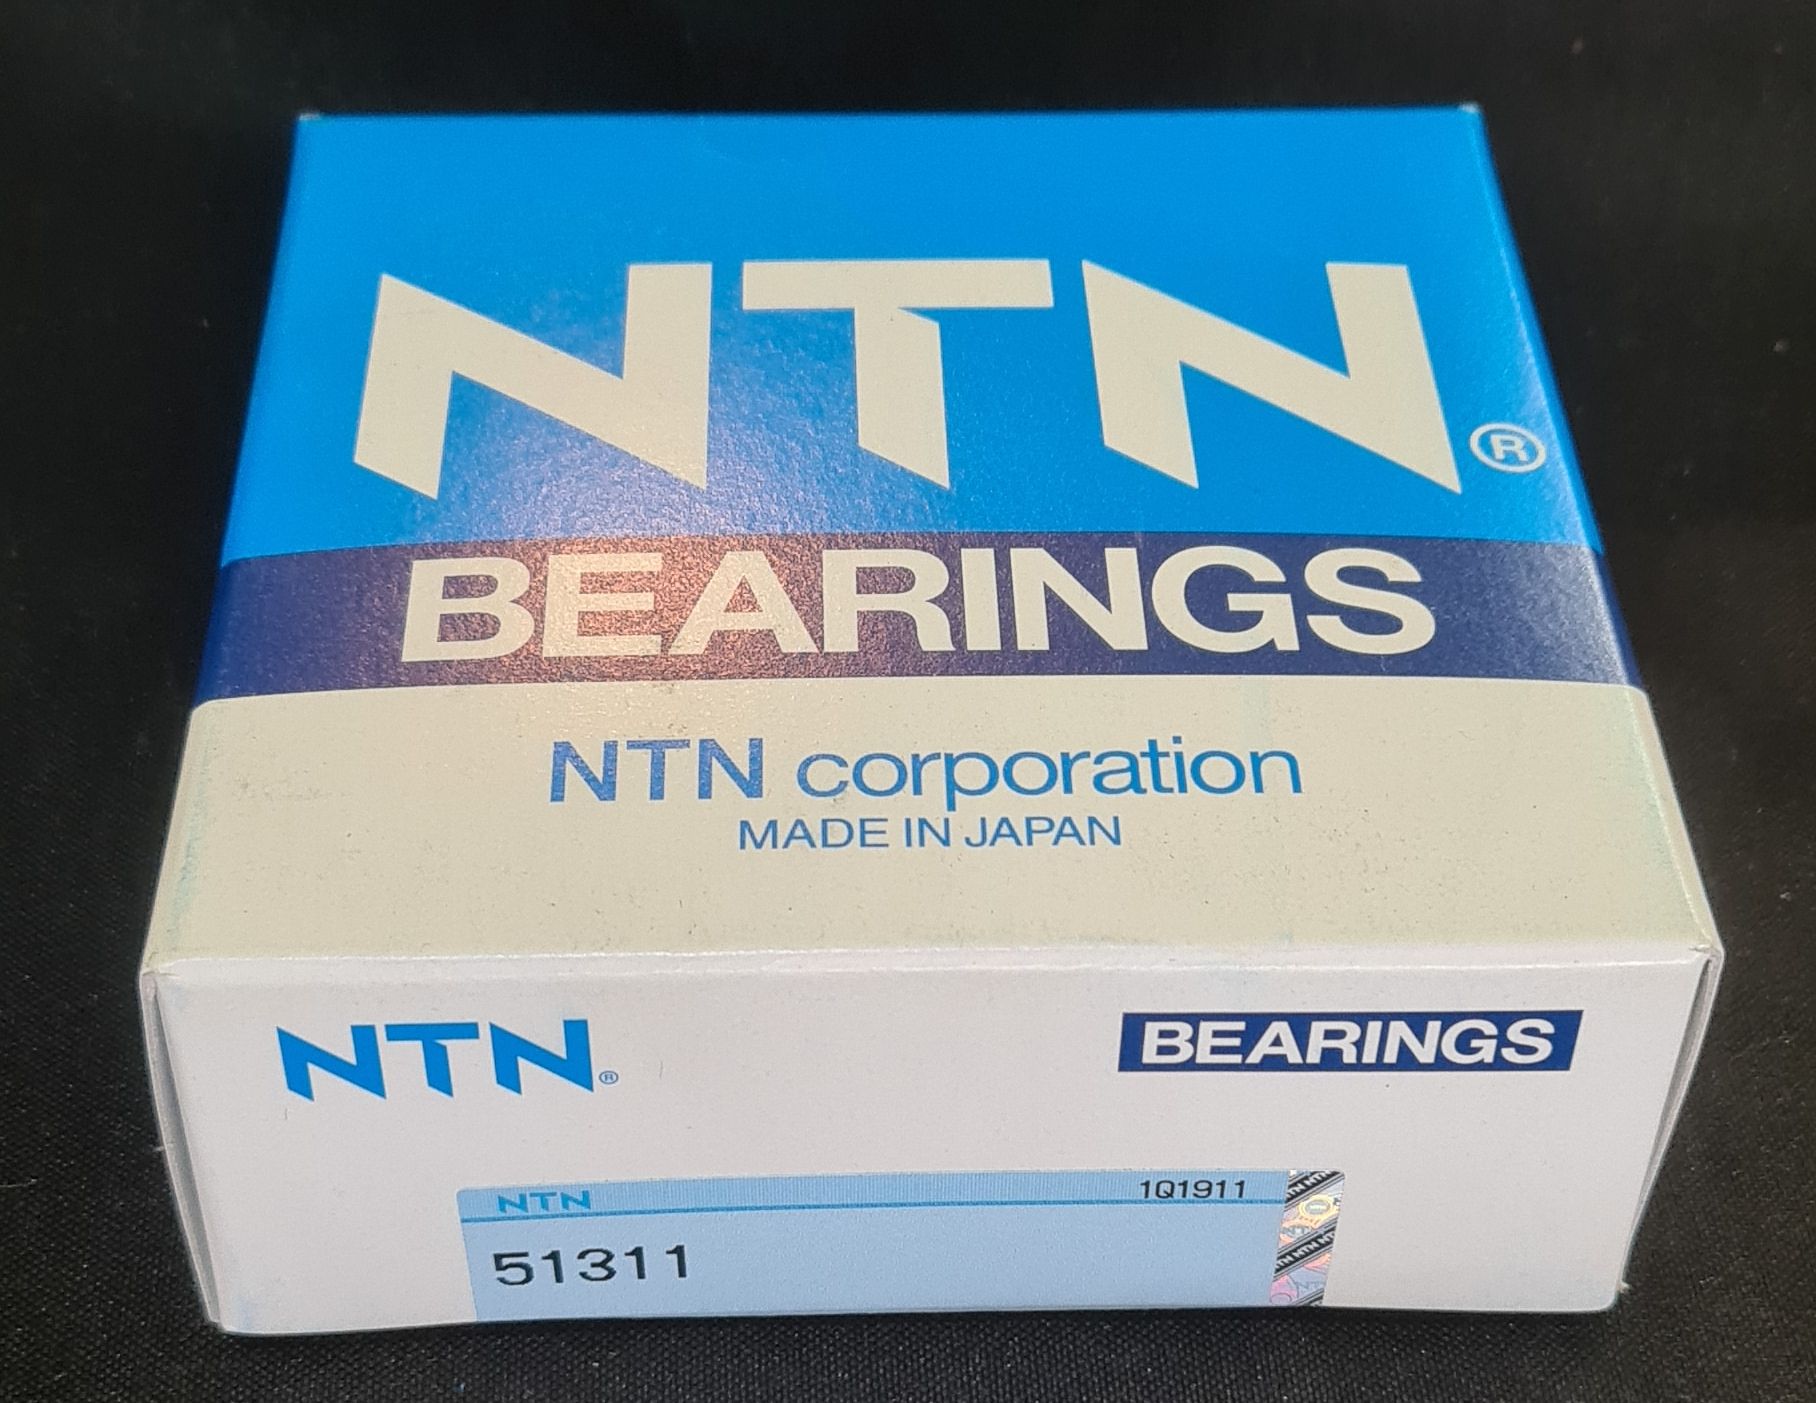 NTN®
BEARINGS
NTN corporation
MADE IN JAPAN
NTN® BEARINGS
NTN 1Q1911
51311